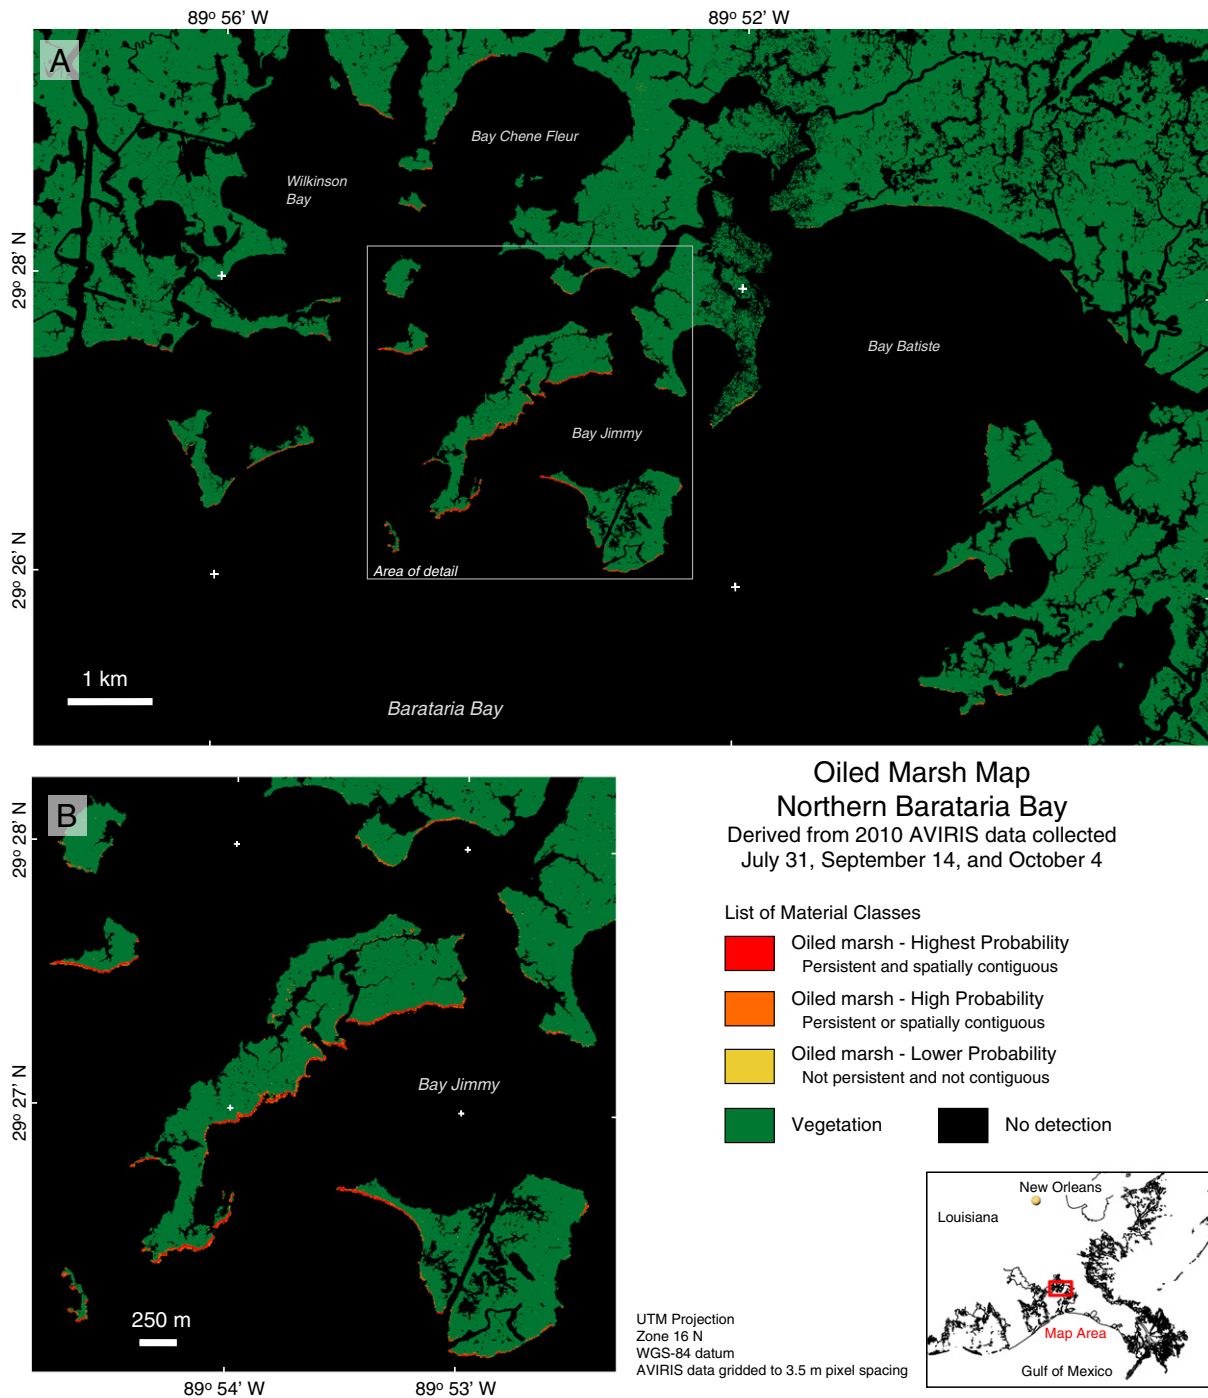 89º 56’ W
89º 52’ W
A
Bay Chene Fleur
Wilkinson
Bay
29º 28’ N
Bay Batiste
Bay Jimmy
29º 26’ N
Area of detail
1 km
Barataria Bay
B
29º 28’ N
29º 27’ N
Bay Jimmy
250 m
89º 54’ W
89º 53’ W
Oiled Marsh Map
Northern Barataria Bay
Derived from 2010 AVIRIS data collected
July 31, September 14, and October 4
List of Material Classes
Oiled marsh - Highest Probability
Persistent and spatially contiguous
Oiled marsh - High Probability
Persistent or spatially contiguous
Oiled marsh - Lower Probability
Not persistent and not contiguous
Vegetation
No detection
New Orleans
Louisiana
Map Area
Gulf of Mexico
UTM Projection
Zone 16 N
WGS-84 datum
AVIRIS data gridded to 3.5 m pixel spacing